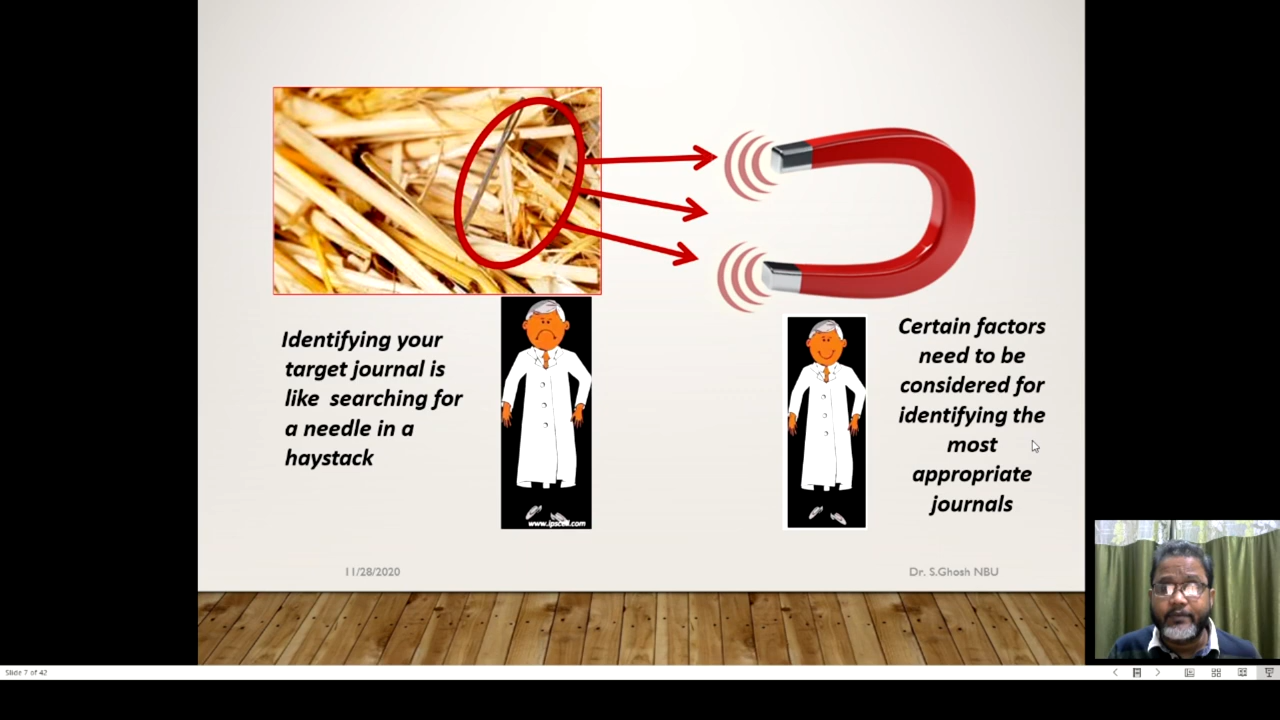 Identifying your
target journal is
like searching for
a needle in a
haystack
www.ipscell.com
Certain factors
need to be
considered for
identifying the
most
appropriate
journals
11/28/2020
Dr. S.Ghosh NBU
Slide 7 of 42